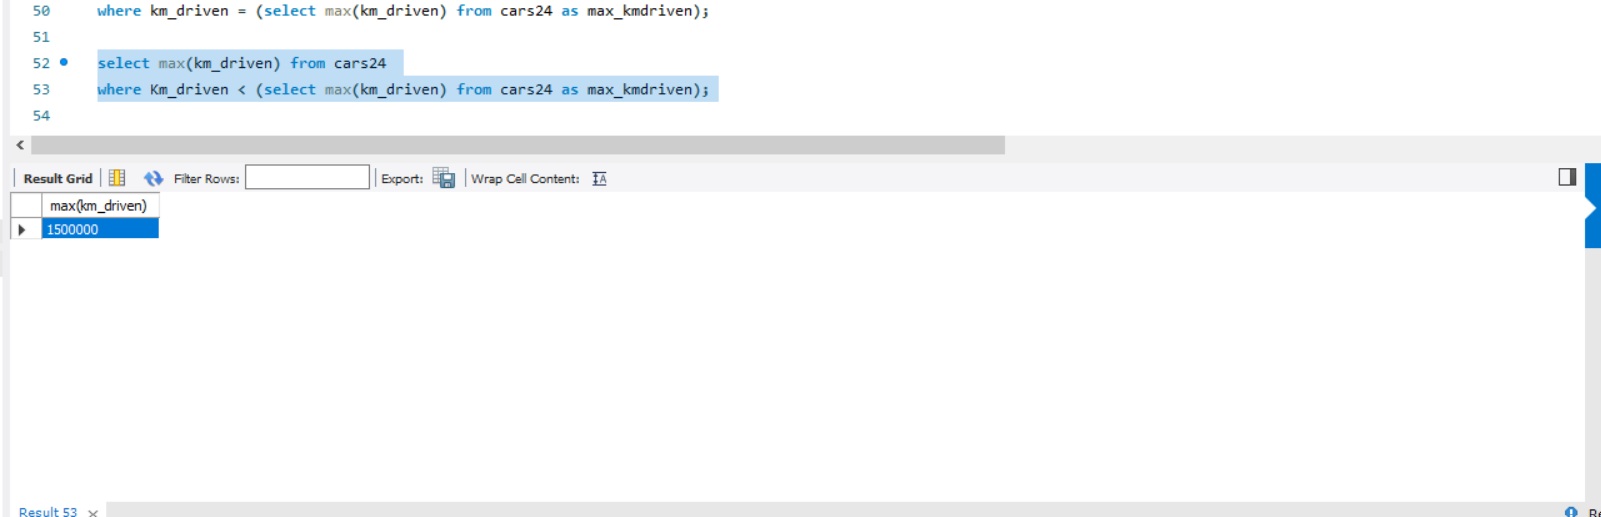 50 where km_driven = (select max(km_driven) from cars24 as max_kmdriven);
51
52 select max(km_driven) from cars24
53 where Km_driven < (select max(km_driven) from cars24 as max_kmdriven);
54
Result Grid Filter Rows: Export: Wrap Cell Content: IA
max(km_driven)
1500000
Result 53 × Re